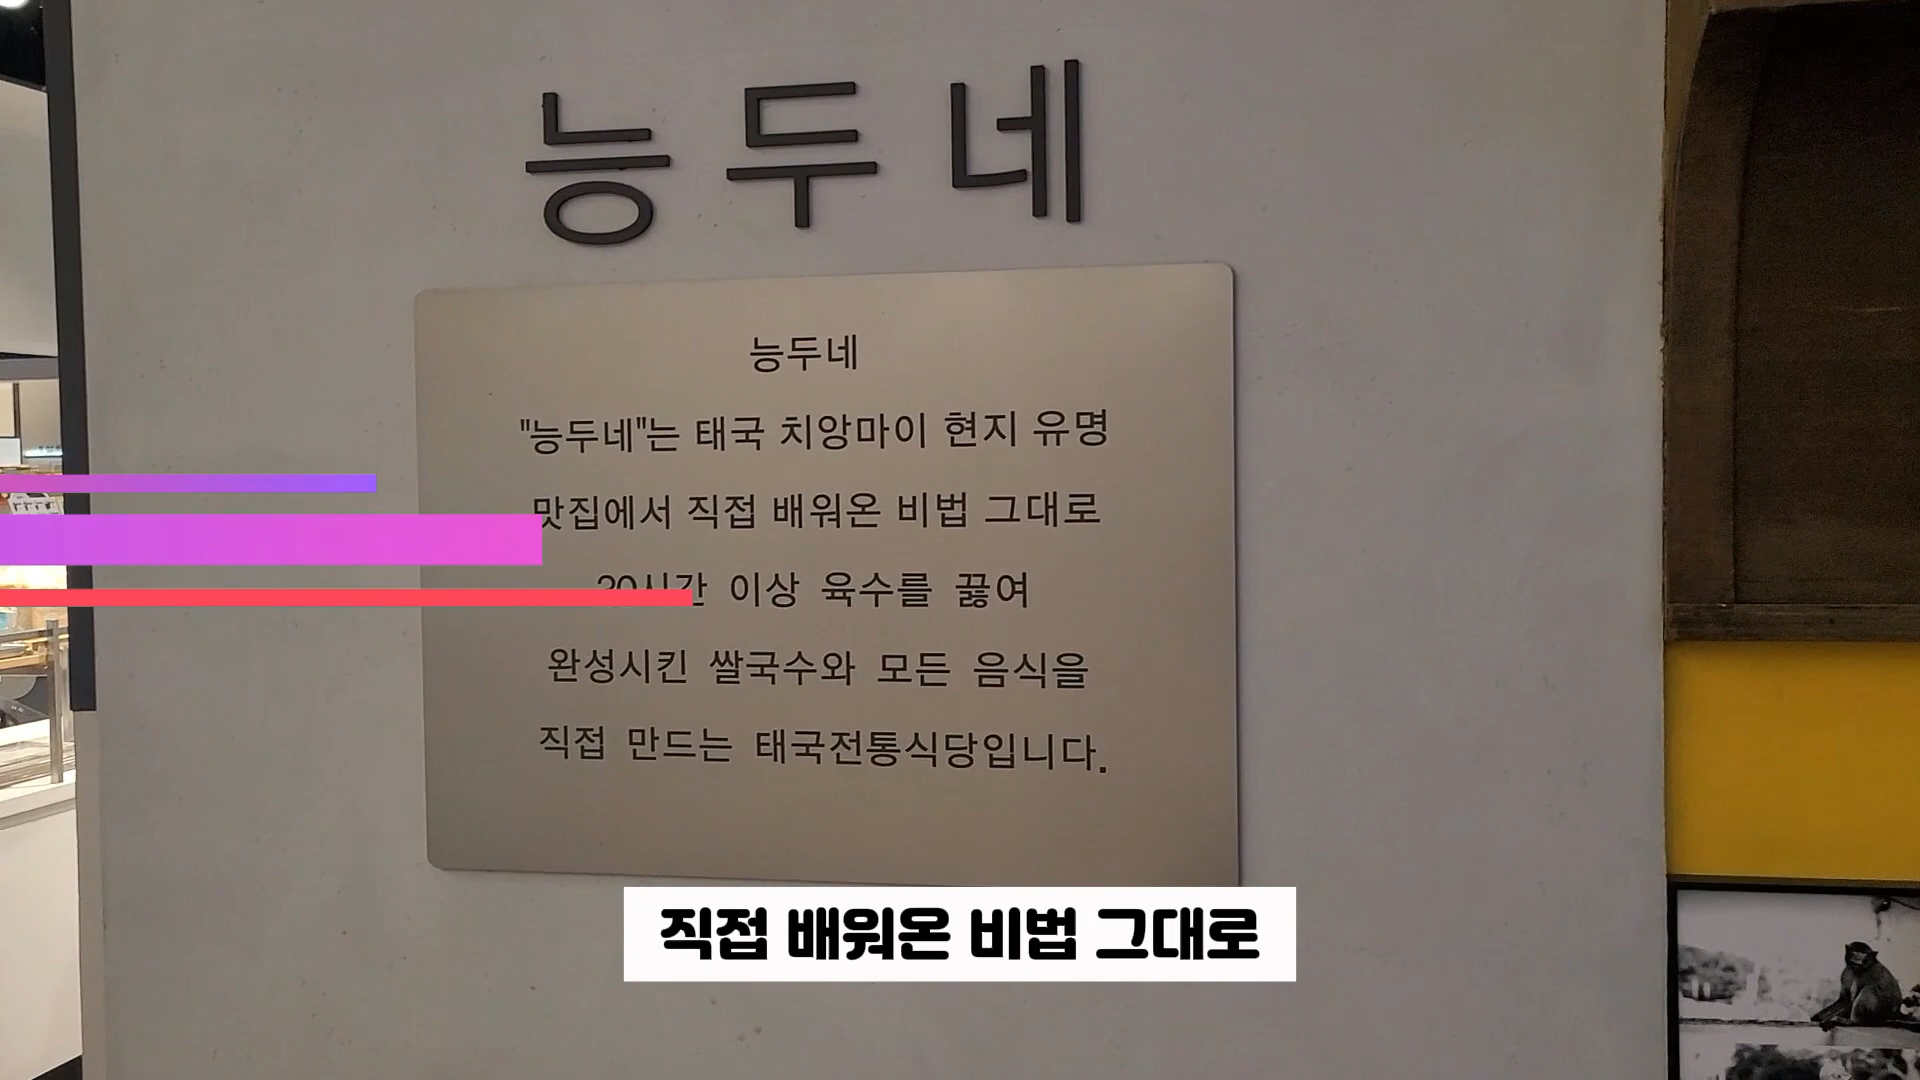 능두네
능두네
"능두네"는 태국 치앙마이 현지 유명
맛집에서 직접 배워온 비법 그대로
이상 육수를 끓여
완성시킨 쌀국수와 모든 음식을
직접 만드는 태국전통식당입니다.
직접 배워온 비법 그대로